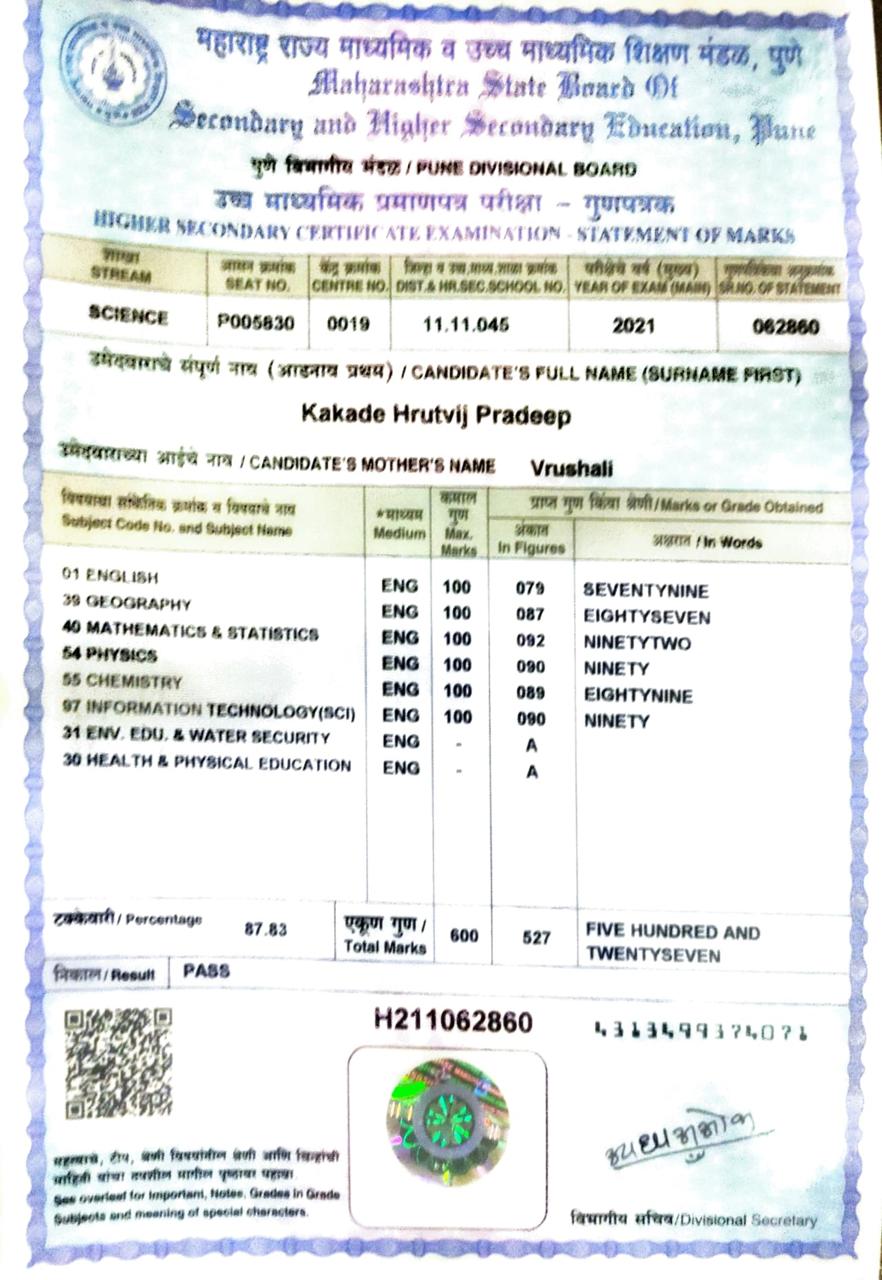 महाराष्ट्र राज्य माध्यमिक व उच्च माध्यमिक शिक्षण मंडळ, पुणे
Maharashtra State Board Of
Secondary and Higher Secondary Education, Pune
पुणे विभागीय मंडळ / PUNE DIVISIONAL BOARD
उच्च माध्यमिक प्रमाणपत्र परीक्षा – गुणपत्रक
HIGHER SECONDARY CERTIFICATE EXAMINATION - STATEMENT OF MARKS
शाखा आसन क्रमांक केंद्र क्रमांक जिल्हा व उच्च.माध्य.शाळा क्रमांक परीक्षेचे वर्ष (मुख्य) गुणपत्रिकेचा अनुक्रमांक
STREAM SEAT NO. CENTRE NO. DIST.& HR.SEC.SCHOOL NO. YEAR OF EXAM (MAIN) SR.NO. OF STATEMENT
SCIENCE P005830 0019 11.11.045 2021 062860
उमेदवाराचे संपूर्ण नाव (आडनाव प्रथम) / CANDIDATE'S FULL NAME (SURNAME FIRST)
Kakade Hrutvij Pradeep
उमेदवाराच्या आईचे नाव / CANDIDATE'S MOTHER'S NAME Vrushali
विषयाचा सांकेतिक क्रमांक व विषयाचे नाव *माध्यम कमाल गुण प्राप्त गुण किंवा श्रेणी/Marks or Grade Obtained
Subject Code No. and Subject Name Medium Max. Marks अंकात In Figures अक्षरात / In Words
01 ENGLISH ENG 100 079 SEVENTYNINE
39 GEOGRAPHY ENG 100 087 EIGHTYSEVEN
40 MATHEMATICS & STATISTICS ENG 100 092 NINETYTWO
54 PHYSICS ENG 100 090 NINETY
55 CHEMISTRY ENG 100 089 EIGHTYNINE
97 INFORMATION TECHNOLOGY(SCI) ENG 100 090 NINETY
31 ENV. EDU. & WATER SECURITY ENG - A
30 HEALTH & PHYSICAL EDUCATION ENG - A
टक्केवारी / Percentage 87.83 एकूण गुण / Total Marks 600 527 FIVE HUNDRED AND
TWENTYSEVEN
निकाल / Result PASS
H211062860
महत्वाचे, टीप, श्रेणी विषयांतील श्रेणी आणि चिन्हांची
माहिती यांचा तपशील मागील पृष्ठावर पहावा.
See overleaf for Important, Notes, Grades in Grade
Subjects and meaning of special characters.
विभागीय सचिव/Divisional Secretary